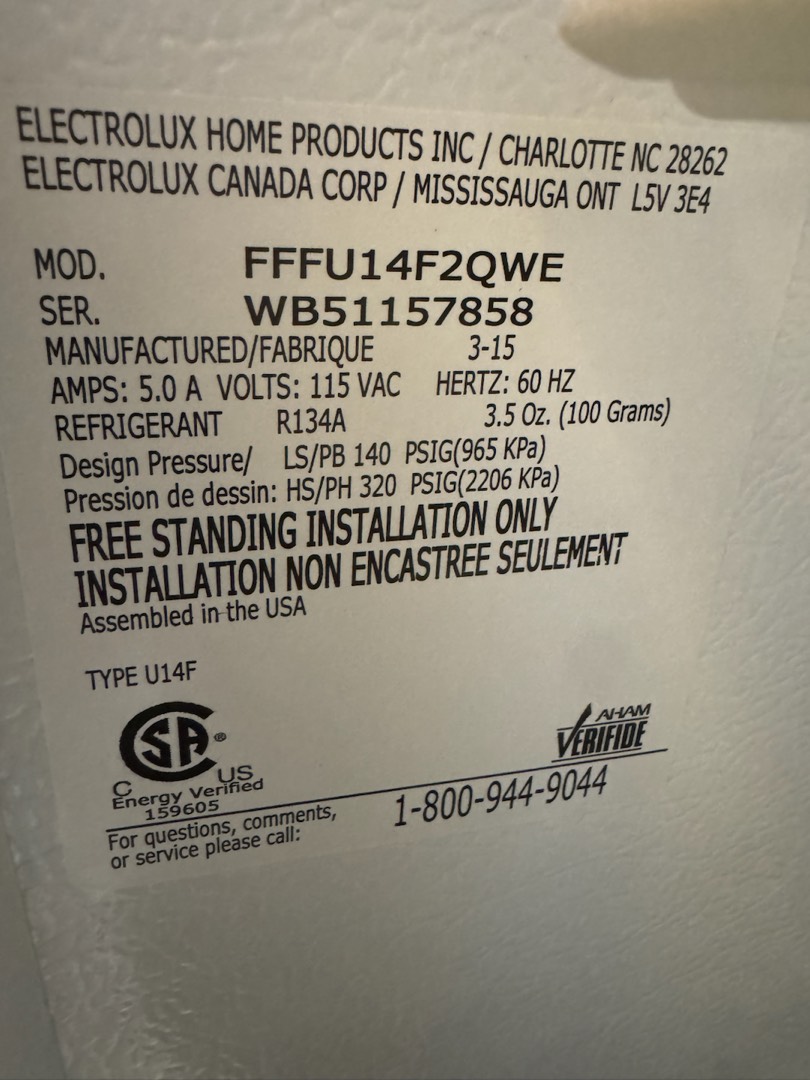 ELECTROLUX HOME PRODUCTS INC / CHARLOTTE NC 28262
ELECTROLUX CANADA CORP / MISSISSAUGA ONT L5V 3E4
MOD. FFFU14F2QWE
SER. WB51157858
MANUFACTURED/FABRIQUE 3-15
AMPS: 5.0 A VOLTS: 115 VAC HERTZ: 60 HZ
REFRIGERANT R134A 3.5 Oz. (100 Grams)
Design Pressure/ LS/PB 140 PSIG(965 KPa)
Pression de dessin: HS/PH 320 PSIG(2206 KPa)
FREE STANDING INSTALLATION ONLY
INSTALLATION NON ENCASTREE SEULEMENT
Assembled in the USA
TYPE U14F
CSA ®
C US
Energy Verified
159605
AHAM
VERIFIDE
For questions, comments,
or service please call:
1-800-944-9044